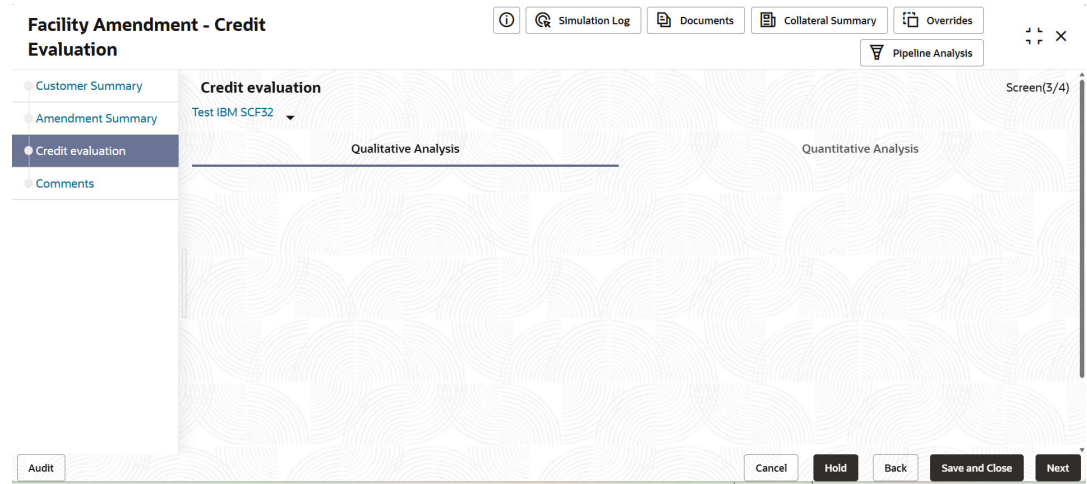 Facility Amendment - Credit
Evaluation
Simulation Log
Documents
Collateral Summary
Overrides
Pipeline Analysis
Customer Summary
Amendment Summary
Credit evaluation
Comments
Credit evaluation
Screen(3/4)
Test IBM SCF32
Qualitative Analysis
Quantitative Analysis
Audit
Cancel
Hold
Back
Save and Close
Next